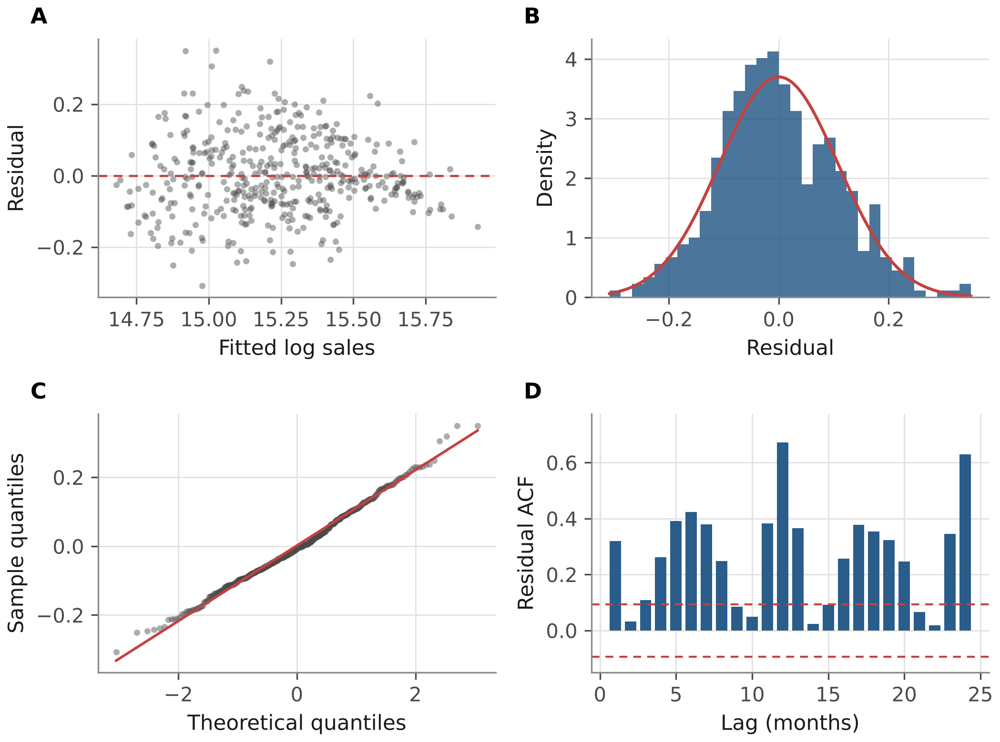 A
Residual
0.2
0.0
−0.2
14.75 15.00 15.25 15.50 15.75
Fitted log sales
B
Density
4
3
2
1
0
−0.2 0.0 0.2
Residual
C
Sample quantiles
0.2
0.0
−0.2
−2 0 2
Theoretical quantiles
D
Residual ACF
0.6
0.4
0.2
0.0
0 5 10 15 20 25
Lag (months)